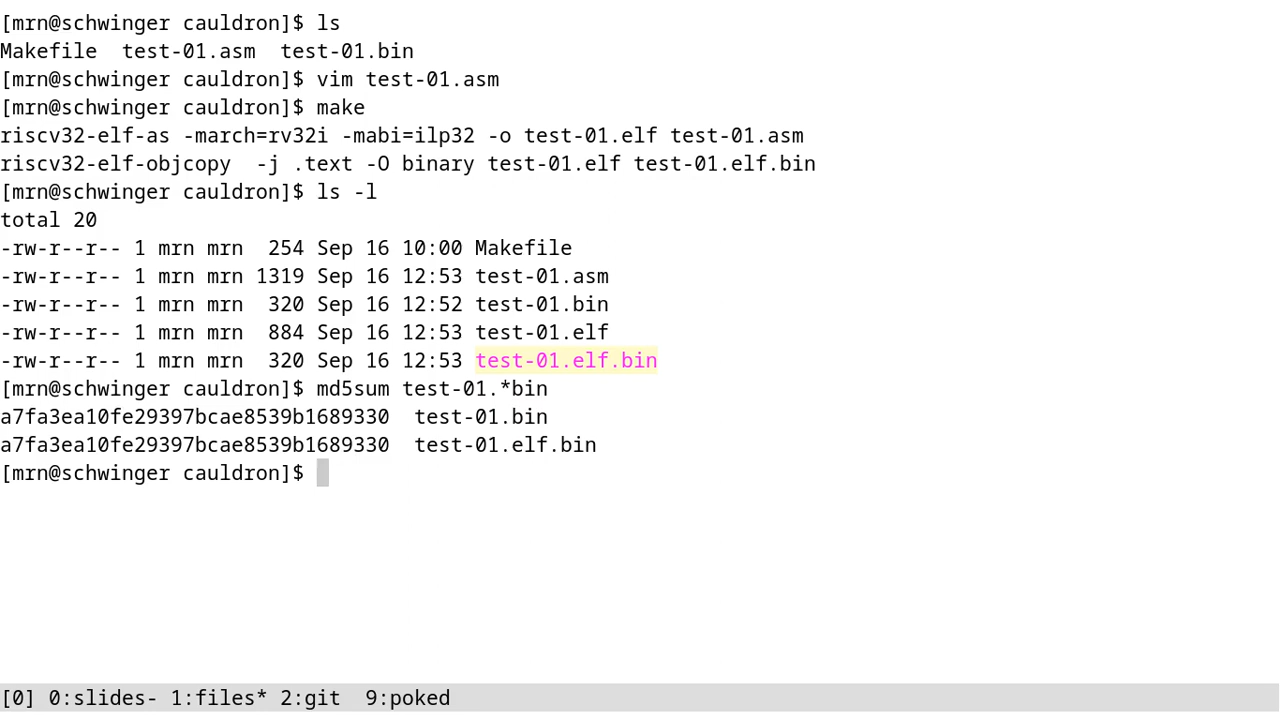 [mrn@schwinger cauldron]$ ls
Makefile  test-01.asm  test-01.bin
[mrn@schwinger cauldron]$ vim test-01.asm
[mrn@schwinger cauldron]$ make
riscv32-elf-as -march=rv32i -mabi=ilp32 -o test-01.elf test-01.asm
riscv32-elf-objcopy  -j .text -O binary test-01.elf test-01.elf.bin
[mrn@schwinger cauldron]$ ls -l
total 20
-rw-r--r-- 1 mrn mrn  254 Sep 16 10:00 Makefile
-rw-r--r-- 1 mrn mrn 1319 Sep 16 12:53 test-01.asm
-rw-r--r-- 1 mrn mrn  320 Sep 16 12:52 test-01.bin
-rw-r--r-- 1 mrn mrn  884 Sep 16 12:53 test-01.elf
-rw-r--r-- 1 mrn mrn  320 Sep 16 12:53 test-01.elf.bin
[mrn@schwinger cauldron]$ md5sum test-01.*bin
a7fa3ea10fe29397bcae8539b1689330  test-01.bin
a7fa3ea10fe29397bcae8539b1689330  test-01.elf.bin
[mrn@schwinger cauldron]$
[0] 0:slides- 1:files* 2:git  9:poked